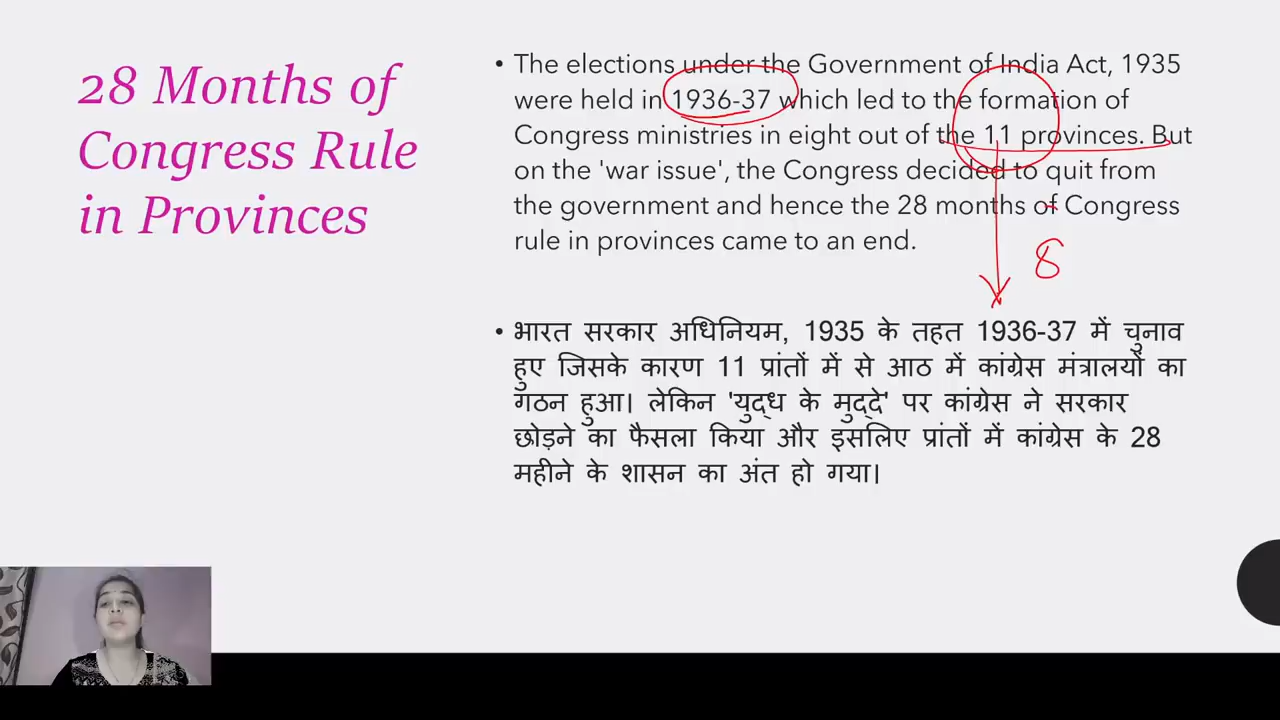 28 Months of
Congress Rule
in Provinces
• The elections under the Government of India Act, 1935
were held in 1936-37 which led to the formation of
Congress ministries in eight out of the 11 provinces. But
on the 'war issue', the Congress decided to quit from
the government and hence the 28 months of Congress
rule in provinces came to an end.
8
• भारत सरकार अधिनियम, 1935 के तहत 1936-37 में चुनाव
हुए जिसके कारण 11 प्रांतों में से आठ में कांग्रेस मंत्रालयों का
गठन हुआ। लेकिन 'युद्ध के मुद्दे' पर कांग्रेस ने सरकार
छोड़ने का फैसला किया और इसलिए प्रांतों में कांग्रेस के 28
महीने के शासन का अंत हो गया।